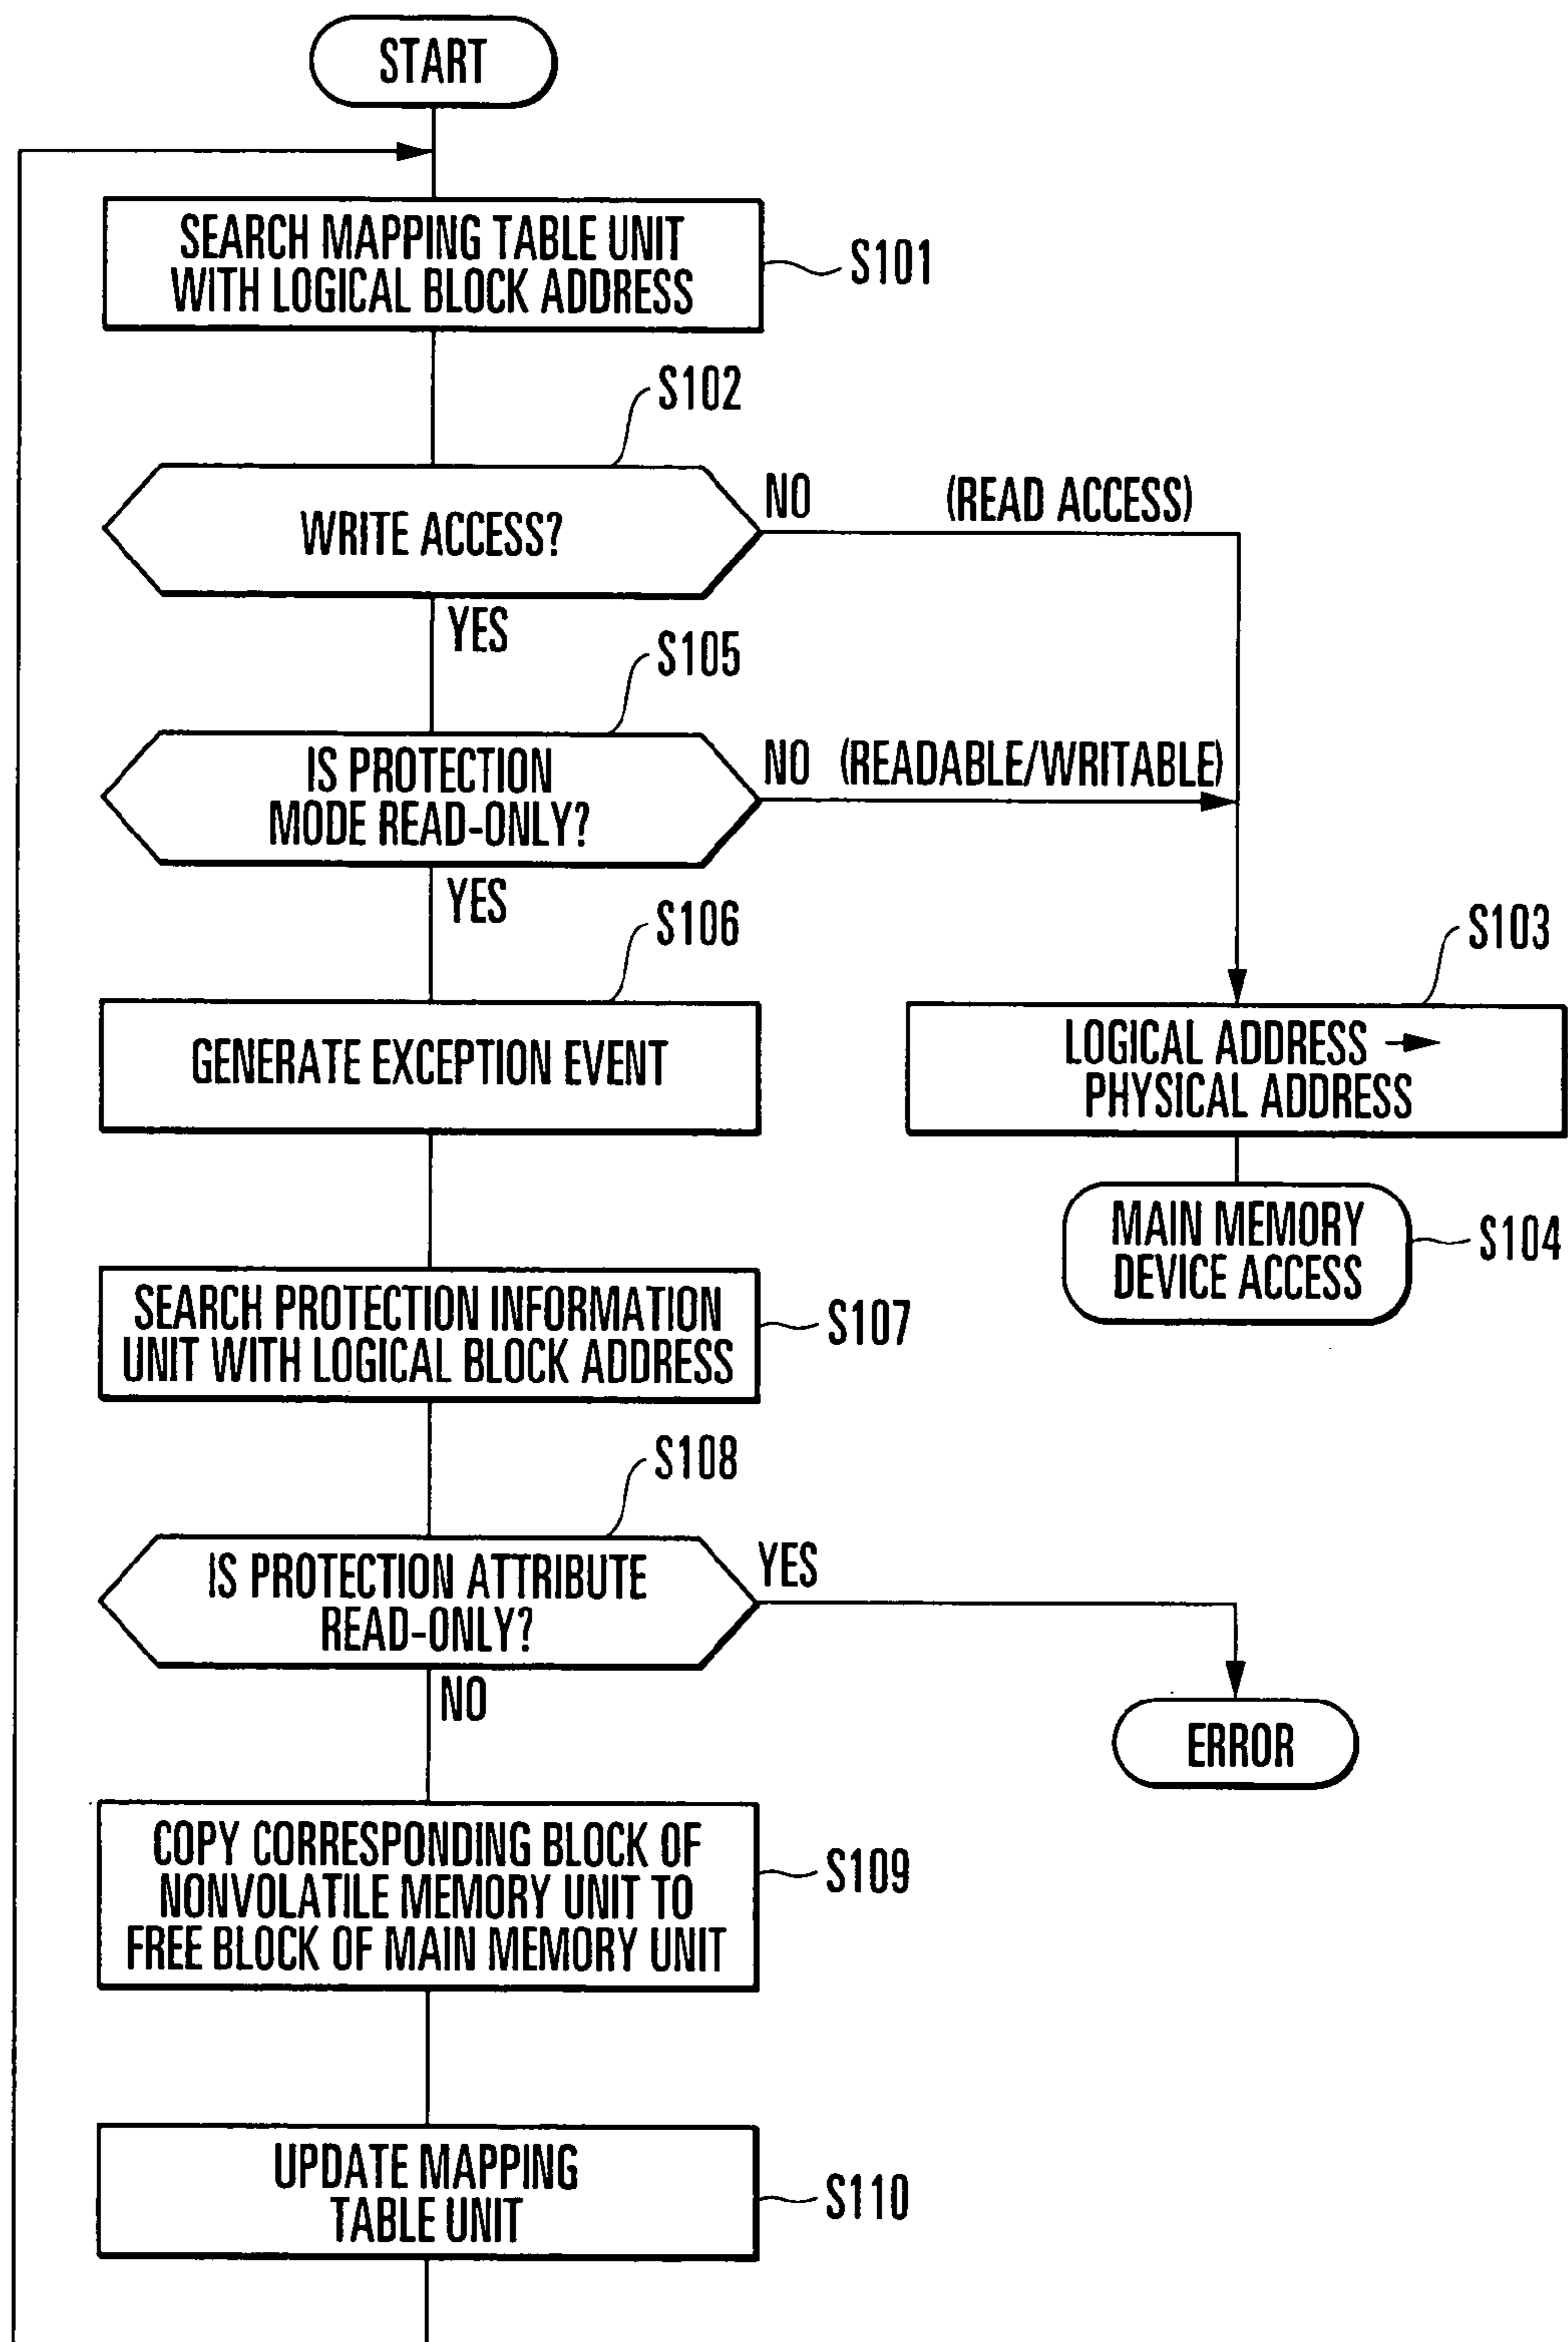 START
SEARCH MAPPING TABLE UNIT
WITH LOGICAL BLOCK ADDRESS
S101
S102
WRITE ACCESS?
NO (READ ACCESS)
YES
S105
IS PROTECTION
MODE READ-ONLY?
NO (READABLE/WRITABLE)
YES
S106
GENERATE EXCEPTION EVENT
S103
LOGICAL ADDRESS →
PHYSICAL ADDRESS
MAIN MEMORY
DEVICE ACCESS
S104
SEARCH PROTECTION INFORMATION
UNIT WITH LOGICAL BLOCK ADDRESS
S107
S108
IS PROTECTION ATTRIBUTE
READ-ONLY?
YES
NO
ERROR
COPY CORRESPONDING BLOCK OF
NONVOLATILE MEMORY UNIT TO
FREE BLOCK OF MAIN MEMORY UNIT
S109
UPDATE MAPPING
TABLE UNIT
S110